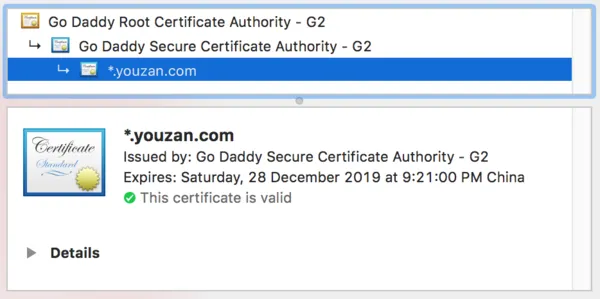 Go Daddy Root Certificate Authority - G2
Go Daddy Secure Certificate Authority - G2
*.youzan.com
*.youzan.com
Certificate
Standard
Issued by: Go Daddy Secure Certificate Authority - G2
Expires: Saturday, 28 December 2019 at 9:21:00 PM China
This certificate is valid
Details